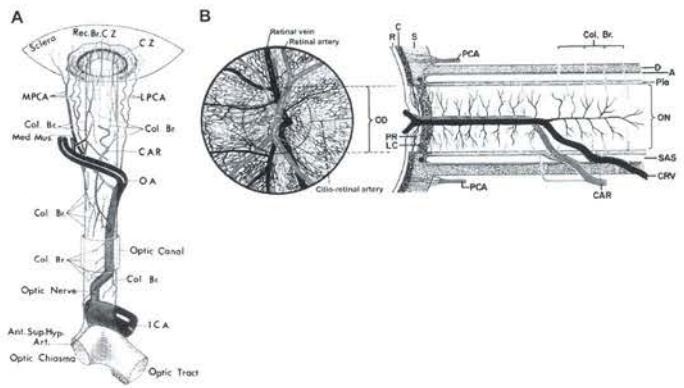 A
Rec. Br. C Z
C Z
Sclera
MPCA
LPCA
Col Br.
Col Br
Med. Mus.
C A R
O A
Col Br.
Optic Canal
Col Br.
Col Br.
Optic Nerve
I C A
Ant. Sup. Hyp.
Art.
Optic Chiasma
Optic Tract
B
Retinal vein
Retinal artery
OD
Cilio-retinal artery
R
C
S
PCA
Col. Br.
D
A
Pia
ON
PR
LC
SAS
CRV
CAR
PCA